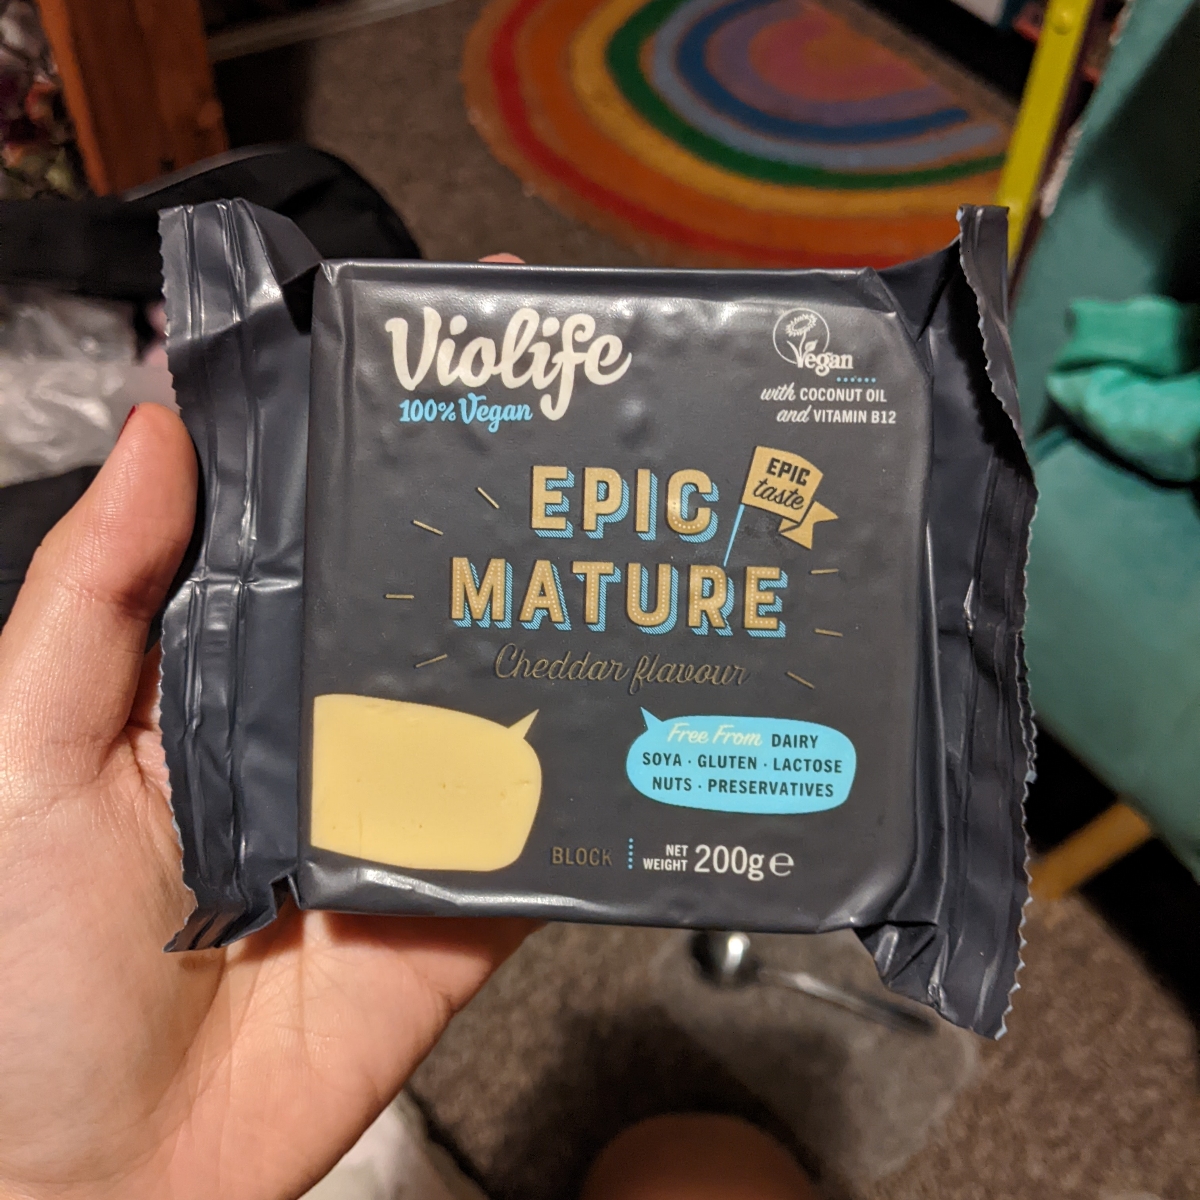 Violife
100% Vegan
Vegan
with COCONUT OIL
and VITAMIN B12
EPIC
taste
EPIC
MATURE
Cheddar flavour
Free From DAIRY
SOYA · GLUTEN · LACTOSE
NUTS · PRESERVATIVES
BLOCK
NET
WEIGHT 200g e